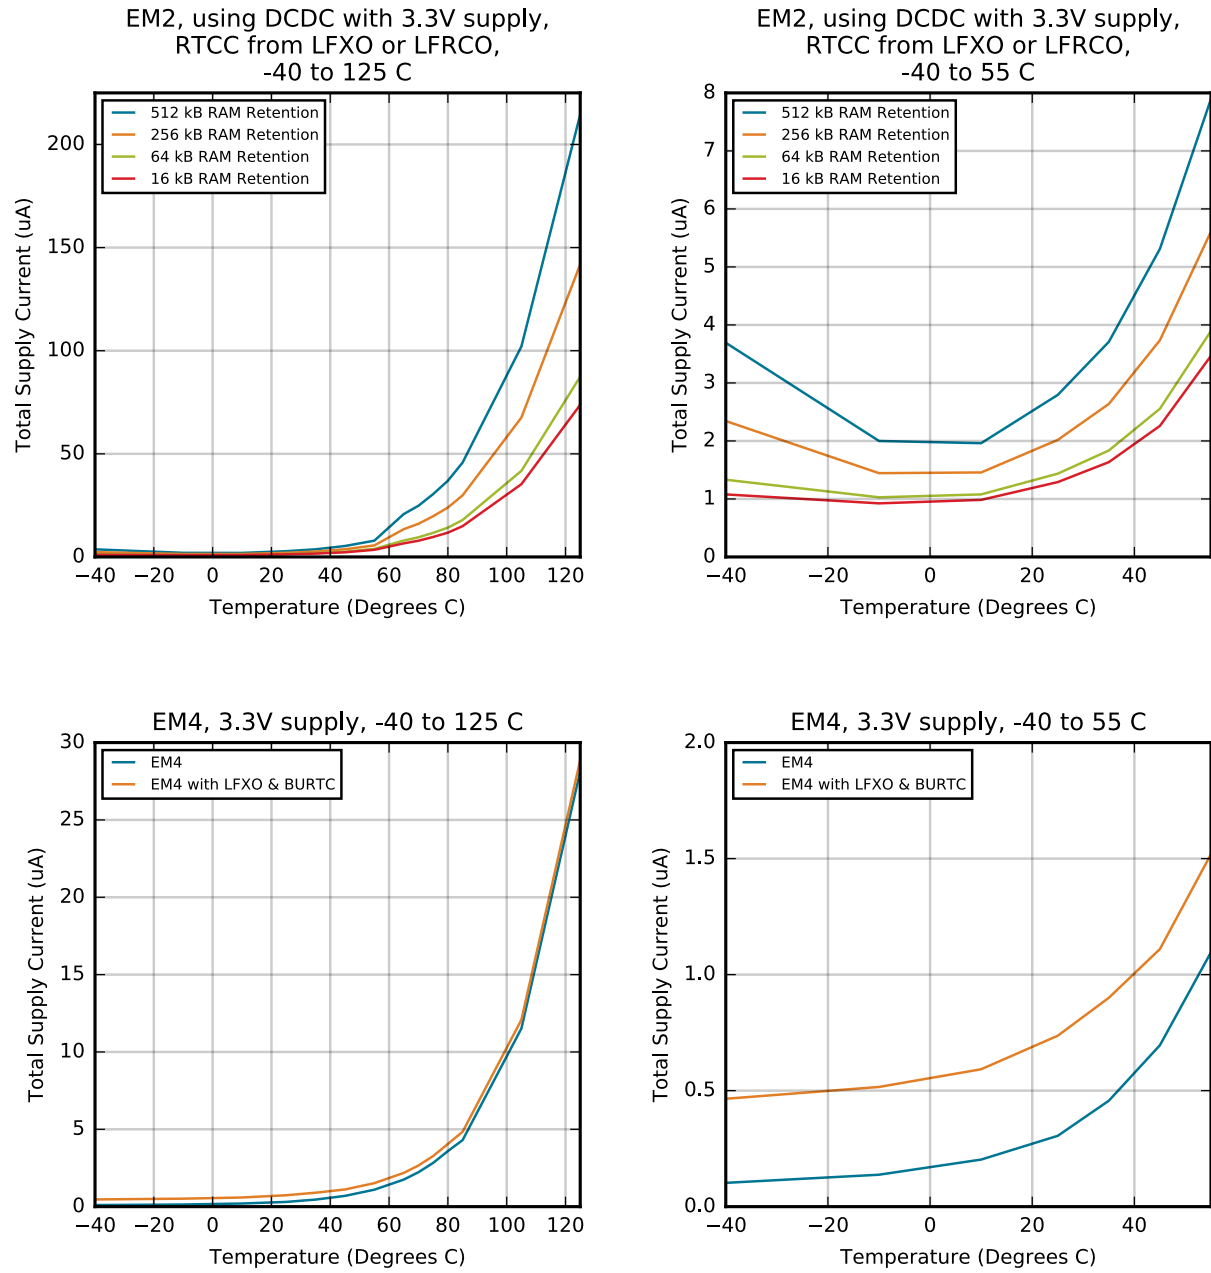 EM2, using DCDC with 3.3V supply,
RTCC from LFXO or LFRCO,
-40 to 125 C
512 kB RAM Retention
256 kB RAM Retention
64 kB RAM Retention
16 kB RAM Retention
Total Supply Current (uA)
200
150
100
50
0
−40 −20 0 20 40 60 80 100 120
Temperature (Degrees C)
EM2, using DCDC with 3.3V supply,
RTCC from LFXO or LFRCO,
-40 to 55 C
512 kB RAM Retention
256 kB RAM Retention
64 kB RAM Retention
16 kB RAM Retention
Total Supply Current (uA)
8
7
6
5
4
3
2
1
0
−40 −20 0 20 40
Temperature (Degrees C)
EM4, 3.3V supply, -40 to 125 C
EM4
EM4 with LFXO & BURTC
Total Supply Current (uA)
30
25
20
15
10
5
0
−40 −20 0 20 40 60 80 100 120
Temperature (Degrees C)
EM4, 3.3V supply, -40 to 55 C
EM4
EM4 with LFXO & BURTC
Total Supply Current (uA)
2.0
1.5
1.0
0.5
0.0
−40 −20 0 20 40
Temperature (Degrees C)